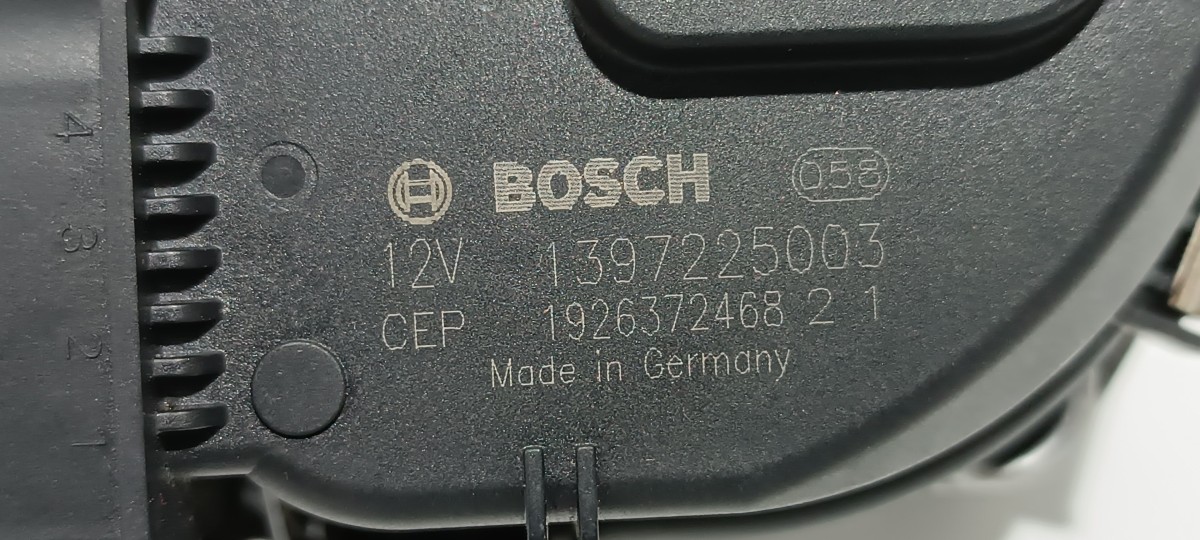 BOSCH 058
12V 1397225003
CEP 1926372468 2 1
Made in Germany
4
3
2
1